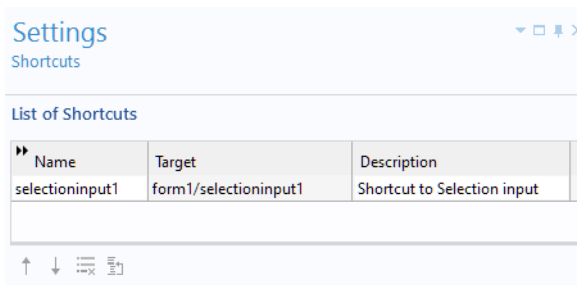 Settings
Shortcuts
List of Shortcuts
Name Target Description
selectioninput1 form1/selectioninput1 Shortcut to Selection input